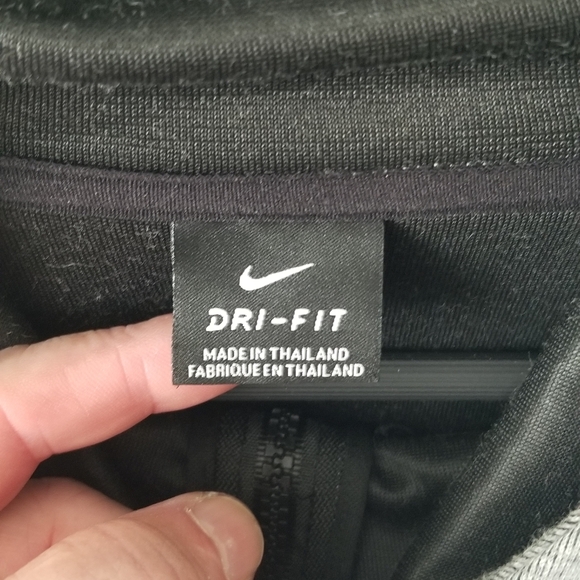 DRI-FIT
MADE IN THAILAND
FABRIQUE EN THAILAND